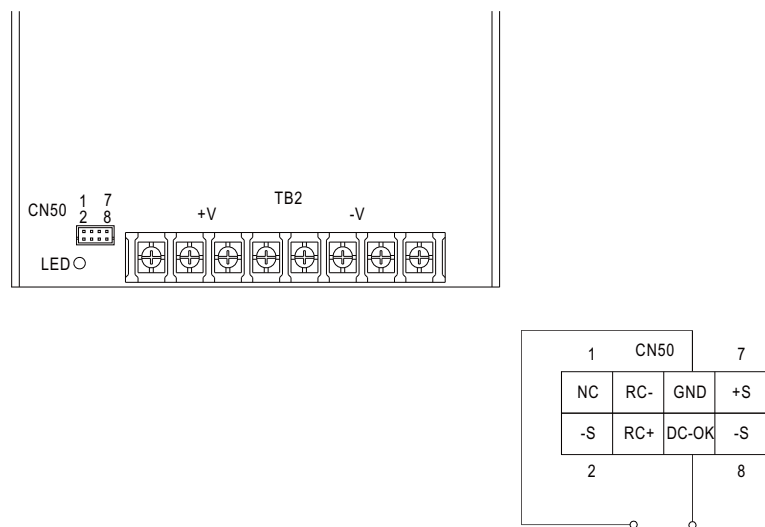 CN50
1 7
2 8
LED
+V
TB2
-V
1 CN50 7
NC RC- GND +S
-S RC+ DC-OK -S
2 8